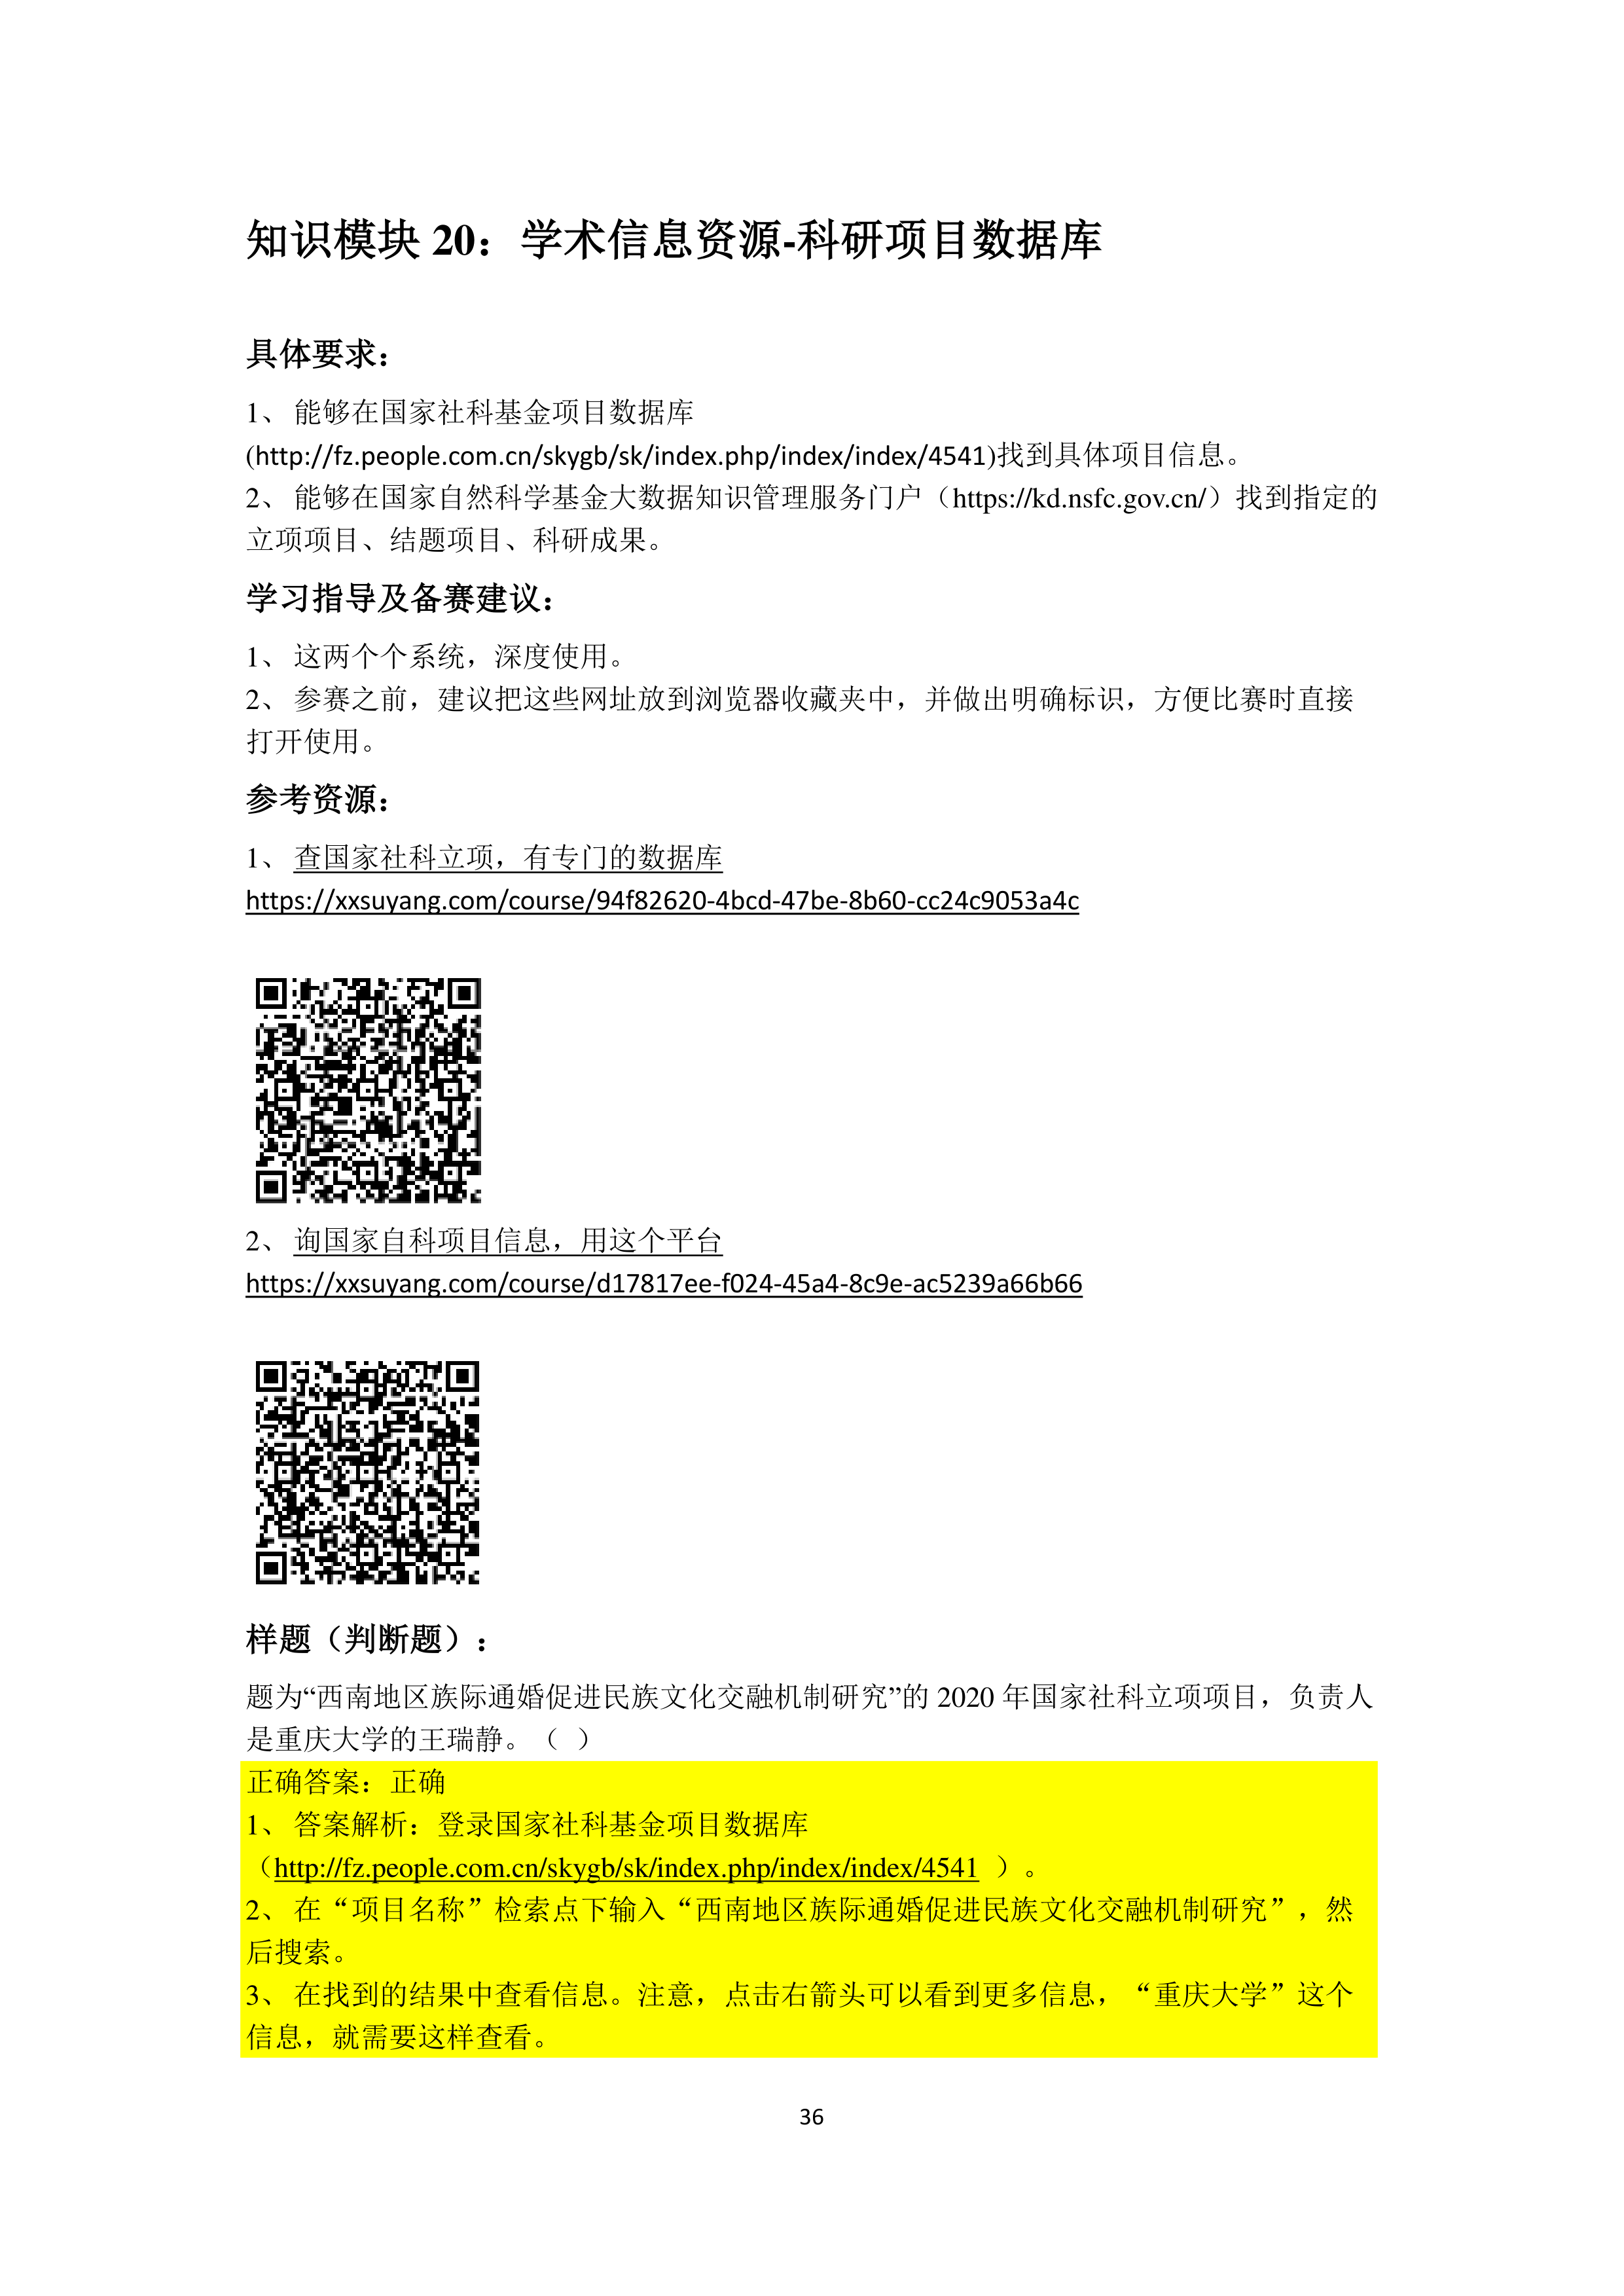 知识模块 20：学术信息资源-科研项目数据库
具体要求：
1、 能够在国家社科基金项目数据库
(http://fz.people.com.cn/skygb/sk/index.php/index/index/4541)找到具体项目信息。
2、 能够在国家自然科学基金大数据知识管理服务门户（https://kd.nsfc.gov.cn/）找到指定的
立项项目、结题项目、科研成果。
学习指导及备赛建议：
1、 这两个个系统，深度使用。
2、 参赛之前，建议把这些网址放到浏览器收藏夹中，并做出明确标识，方便比赛时直接
打开使用。
参考资源：
1、 查国家社科立项，有专门的数据库
https://xxsuyang.com/course/94f82620-4bcd-47be-8b60-cc24c9053a4c
2、 询国家自科项目信息，用这个平台
https://xxsuyang.com/course/d17817ee-f024-45a4-8c9e-ac5239a66b66
样题（判断题）：
题为“西南地区族际通婚促进民族文化交融机制研究”的 2020 年国家社科立项项目，负责人
是重庆大学的王瑞静。（ ）
正确答案：正确
1、 答案解析：登录国家社科基金项目数据库
（http://fz.people.com.cn/skygb/sk/index.php/index/index/4541 ）。
2、 在“项目名称”检索点下输入“西南地区族际通婚促进民族文化交融机制研究”，然
后搜索。
3、 在找到的结果中查看信息。注意，点击右箭头可以看到更多信息，“重庆大学”这个
信息，就需要这样查看。
36